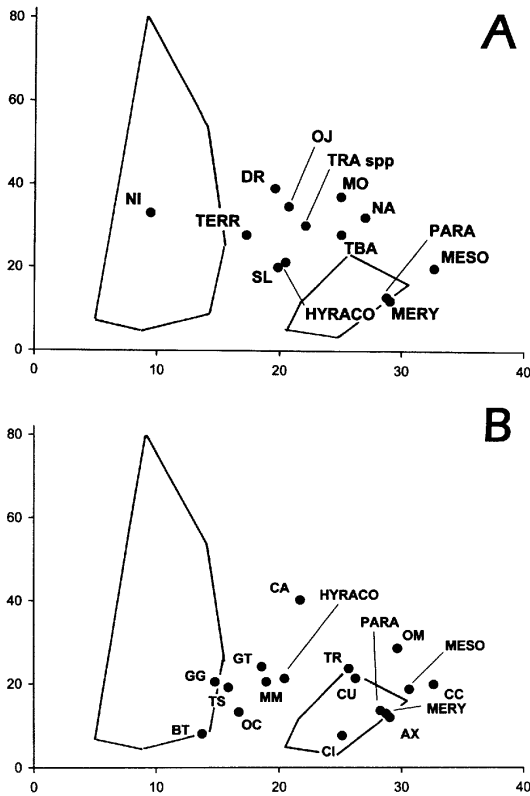 A
80
60
OJ
TRA spp
DR
MO
40
NI
NA
TERR
PARA
TBA
MESO
20
SL
HYRACO
MERY
0
0 10 20 30 40
B
80
60
CA
HYRACO
40
PARA
OM
MESO
GT
TR
GG
20
TS
MM
CU
CC
MERY
OC
BT
AX
CI
0
0 10 20 30 40